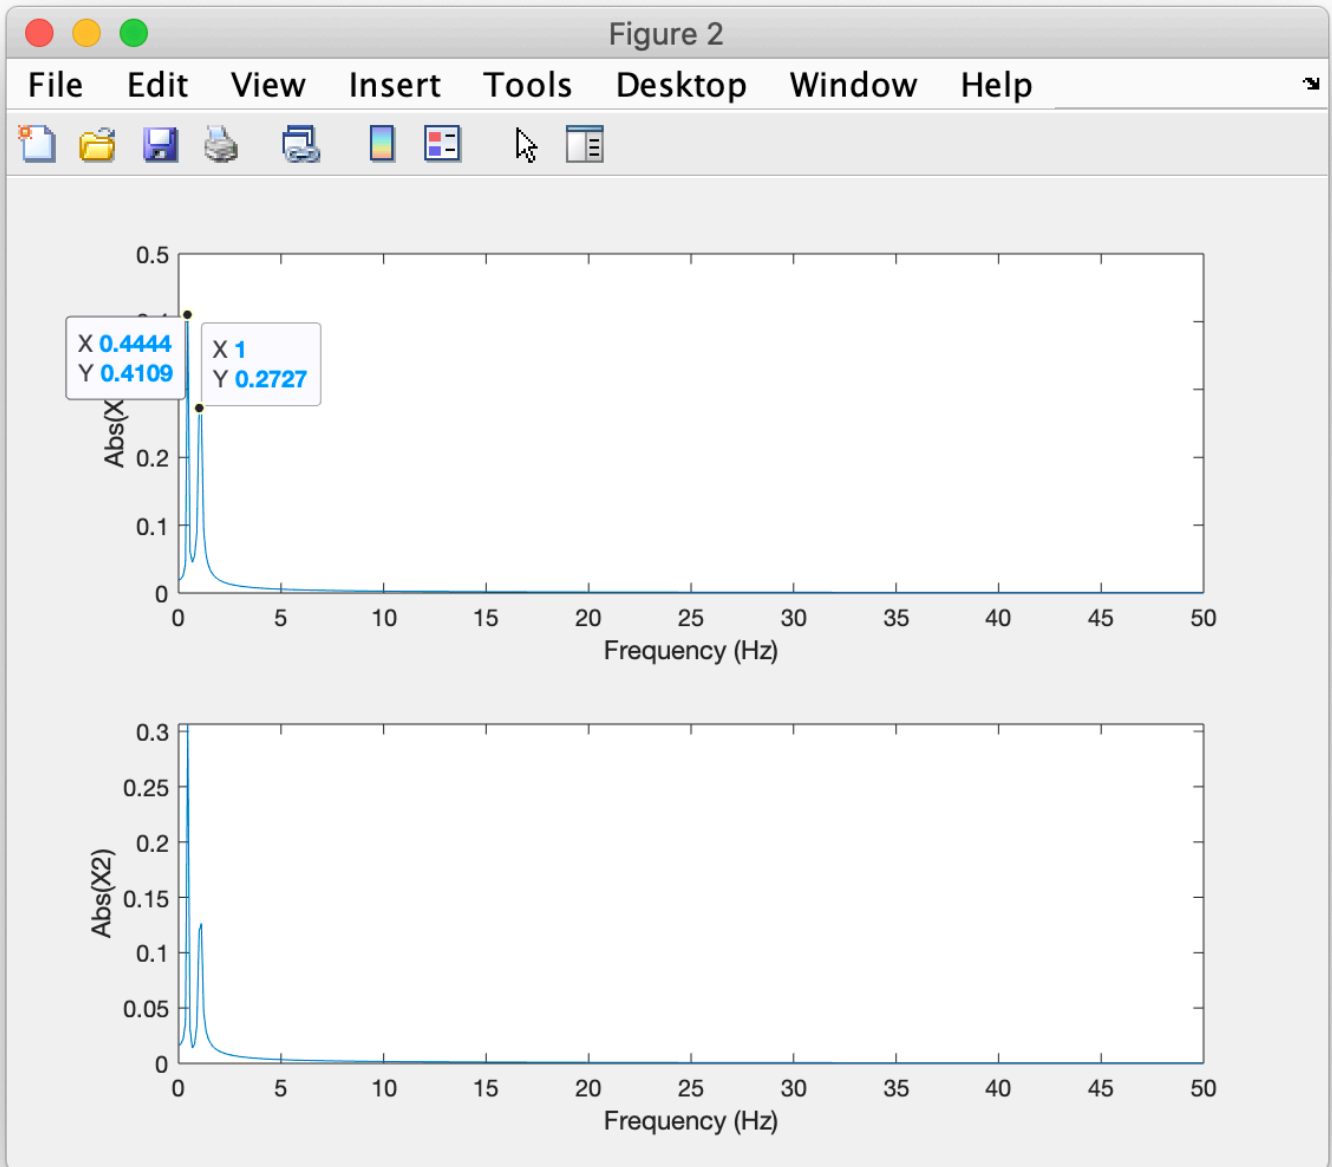 Figure 2
File Edit View Insert Tools Desktop Window Help
0.5
X 0.4444
Y 0.4109
X 1
Y 0.2727
Abs(X
0.2
0.1
0
0 5 10 15 20 25 30 35 40 45 50
Frequency (Hz)
0.3
0.25
0.2
0.15
0.1
0.05
0
Abs(X2)
0 5 10 15 20 25 30 35 40 45 50
Frequency (Hz)